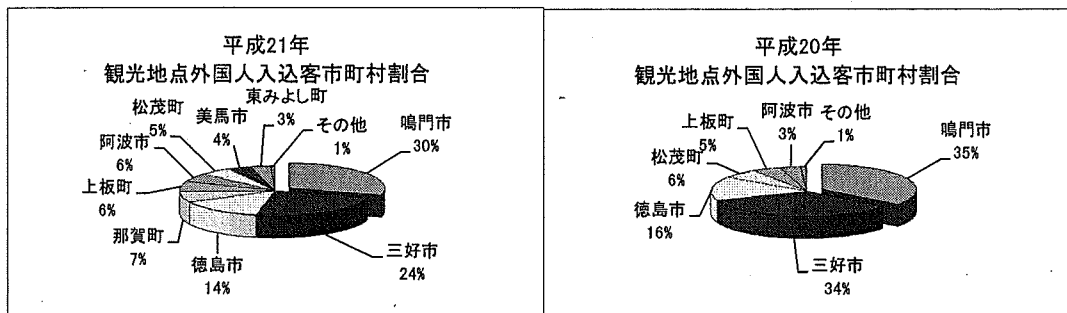 平成21年
観光地点外国人入込客市町村割合
東みよし町
3%
その他
1%
鳴門市
30%
三好市
24%
徳島市
14%
那賀町
7%
上板町
6%
阿波市
6%
松茂町
5%
美馬市
4%
平成20年
観光地点外国人入込客市町村割合
その他
1%
鳴門市
35%
三好市
34%
徳島市
16%
松茂町
6%
上板町
5%
阿波市
3%